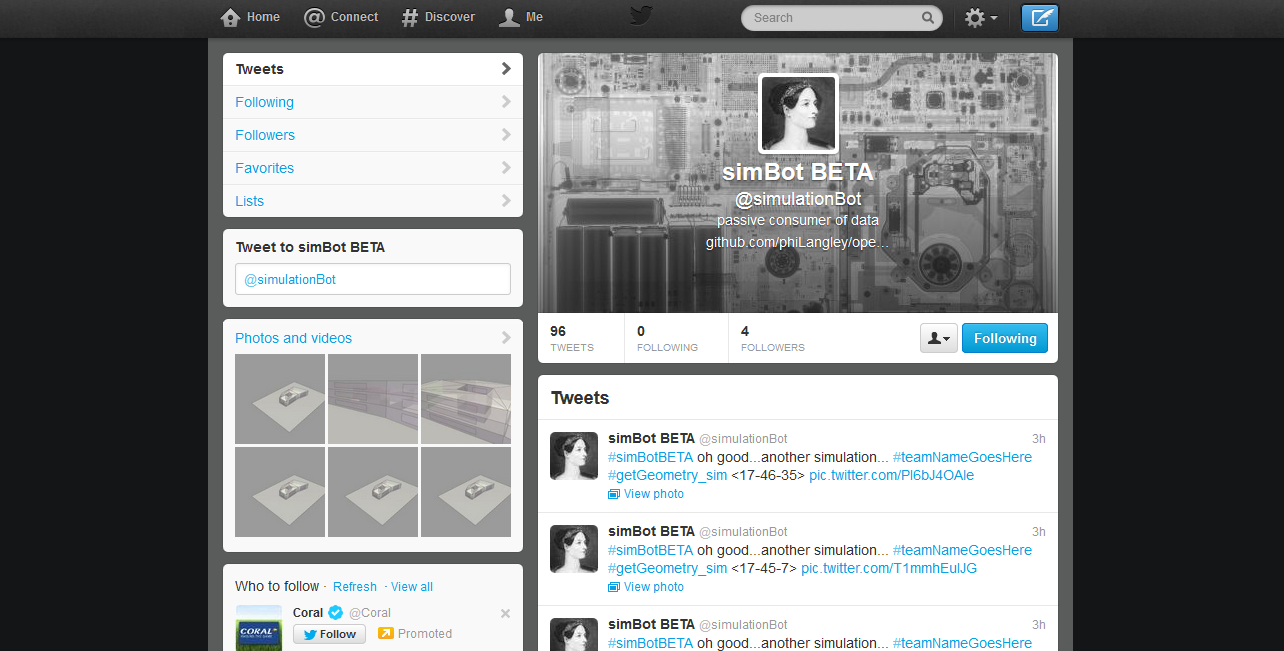 Home
Connect
Discover
Me
Search
Tweets
Following
Followers
Favorites
Lists
Tweet to simBot BETA
@simulationBot
Photos and videos
Who to follow · Refresh · View all
Coral @Coral
CORAL
Follow
Promoted
simBot BETA
@simulationBot
passive consumer of data
github.com/phiLangley/ope...
96
TWEETS
0
FOLLOWING
4
FOLLOWERS
Following
Tweets
simBot BETA @simulationBot 3h
#simBotBETA oh good...another simulation... #teamNameGoesHere
#getGeometry_sim <17-46-35> pic.twitter.com/Pl6bJ4OAle
View photo
simBot BETA @simulationBot 3h
#simBotBETA oh good...another simulation... #teamNameGoesHere
#getGeometry_sim <17-45-7> pic.twitter.com/T1mmhEulJG
View photo
simBot BETA @simulationBot 3h
#simBotBETA oh good...another simulation... #teamNameGoesHere